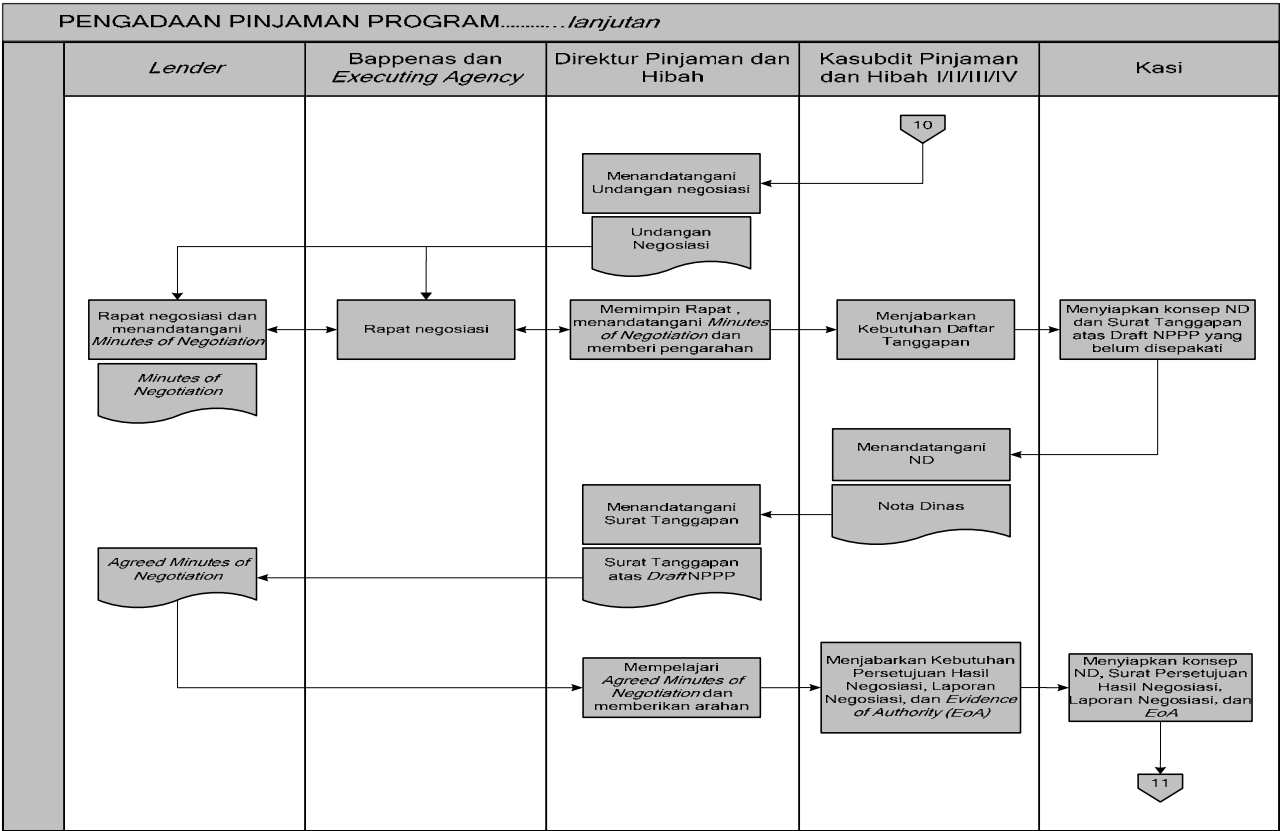 PENGADAAN PINJAMAN PROGRAM...........lanjutan
Lender
Bappenas dan
Executing Agency
Direktur Pinjaman dan
Hibah
Kasubdit Pinjaman
dan Hibah I/II/III/IV
Kasi
10
Menandatangani
Undangan negosiasi
Undangan
Negosiasi
Rapat negosiasi dan
menandatangani
Minutes of Negotiation
Rapat negosiasi
Memimpin Rapat ,
menandatangani Minutes
of Negotiation dan
memberi pengarahan
Menjabarkan
Kebutuhan Daftar
Tanggapan
Menyiapkan konsep ND
dan Surat Tanggapan
atas Draft NPPP yang
belum disepakati
Minutes of
Negotiation
Menandatangani
ND
Nota Dinas
Menandatangani
Surat Tanggapan
Surat Tanggapan
atas Draft NPPP
Agreed Minutes of
Negotiation
Mempelajari
Agreed Minutes of
Negotiation dan
memberikan arahan
Menjabarkan Kebutuhan
Persetujuan Hasil
Negosiasi, Laporan
Negosiasi, dan Evidence
of Authority (EoA)
Menyiapkan konsep
ND, Surat Persetujuan
Hasil Negosiasi,
Laporan Negosiasi, dan
EoA
11